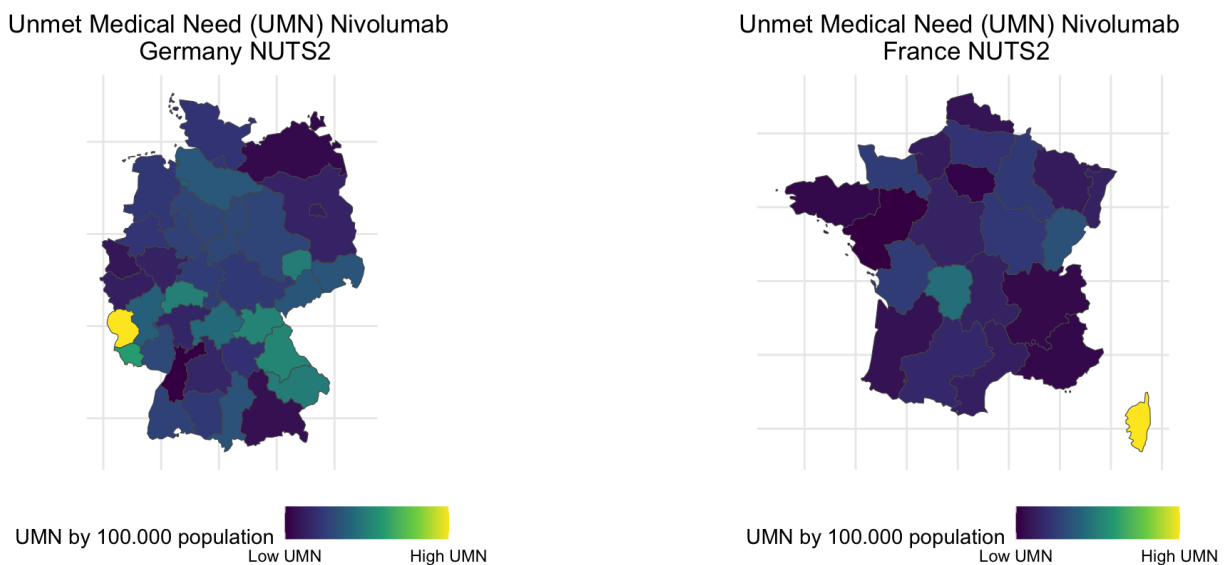 Unmet Medical Need (UMN) Nivolumab
Germany NUTS2
UMN by 100.000 population
Low UMN
High UMN
Unmet Medical Need (UMN) Nivolumab
France NUTS2
UMN by 100.000 population
Low UMN
High UMN